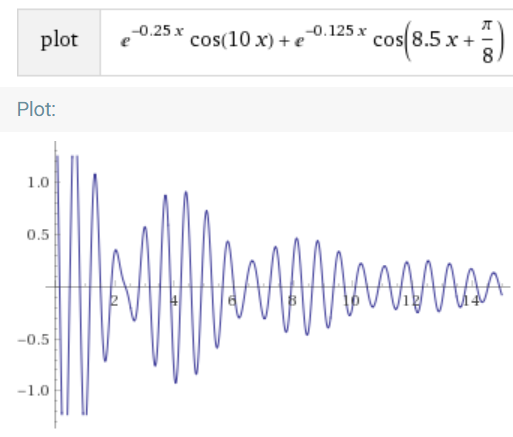 plot e^{-0.25 x} cos(10 x) + e^{-0.125 x} cos(8.5 x + π/8)
Plot:
1.0
0.5
2 4 6 8 10 12 14
−0.5
−1.0